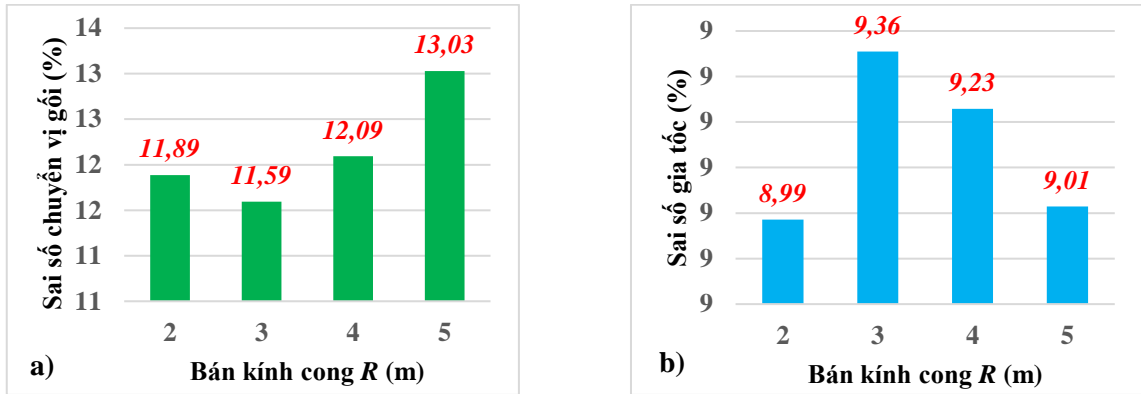 14
13
13
12
12
11
11
Sai số chuyển vị gối (%)
11,89
11,59
12,09
13,03
2 3 4 5
Bán kính cong R (m)
a)
9
9
9
9
9
9
9
Sai số gia tốc (%)
8,99
9,36
9,23
9,01
2 3 4 5
Bán kính cong R (m)
b)